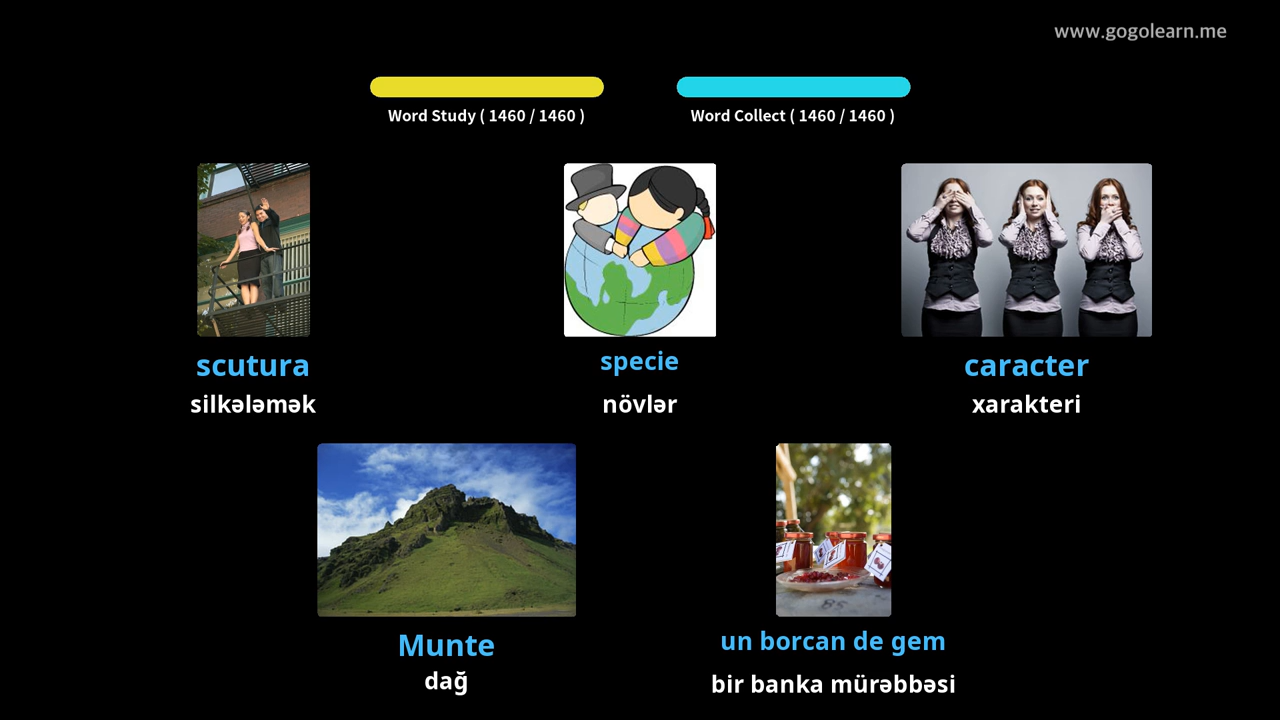 www.gogolearn.me
Word Study ( 1460 / 1460 )
Word Collect ( 1460 / 1460 )
scutura
silkələmək
specie
növlər
caracter
xarakteri
Munte
dağ
un borcan de gem
bir banka mürəbbəsi